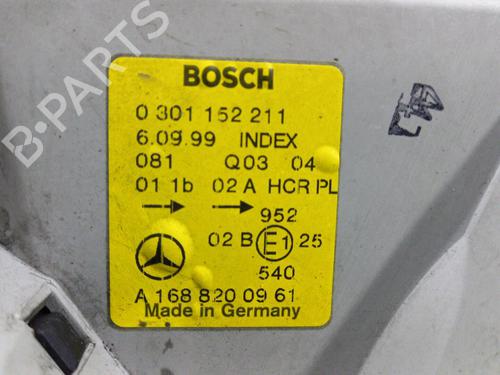 BOSCH
0 301 152 211
6.09.99 INDEX
081 Q03 04
01 1b 02 A HCR PL
952
02 B E1 25
540
A 168 820 09 61
Made in Germany